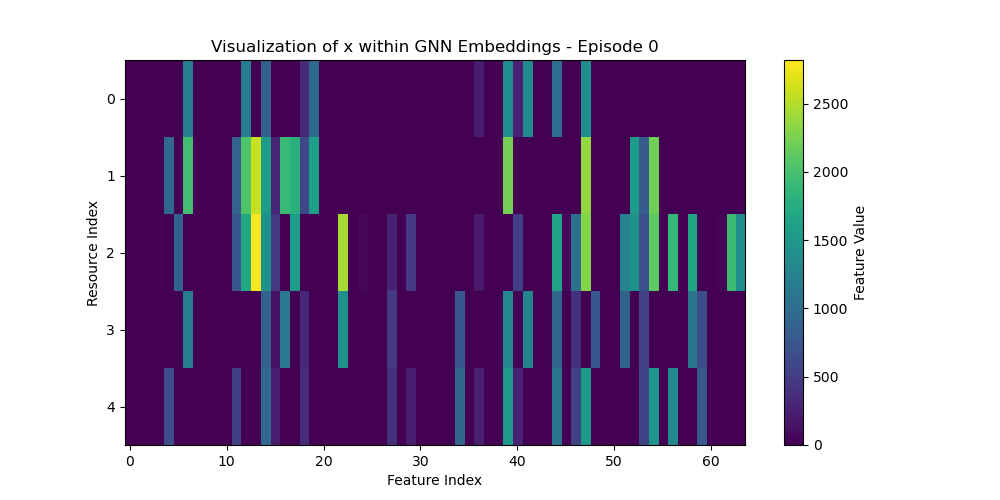 Visualization of x within GNN Embeddings - Episode 0
0
1
2
3
4
Resource Index
0 10 20 30 40 50 60
Feature Index
2500
2000
1500
1000
500
0
Feature Value